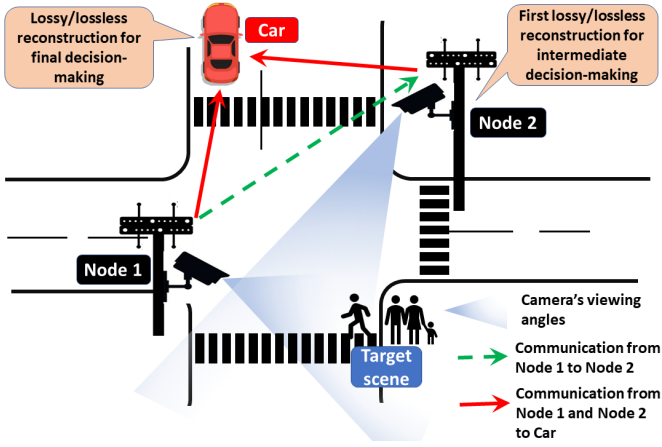 Lossy/lossless
reconstruction for
final decision-
making
Car
First lossy/lossless
reconstruction for
intermediate
decision-making
Node 2
Node 1
Target
scene
Camera's viewing
angles
Communication from
Node 1 to Node 2
Communication from
Node 1 and Node 2
to Car